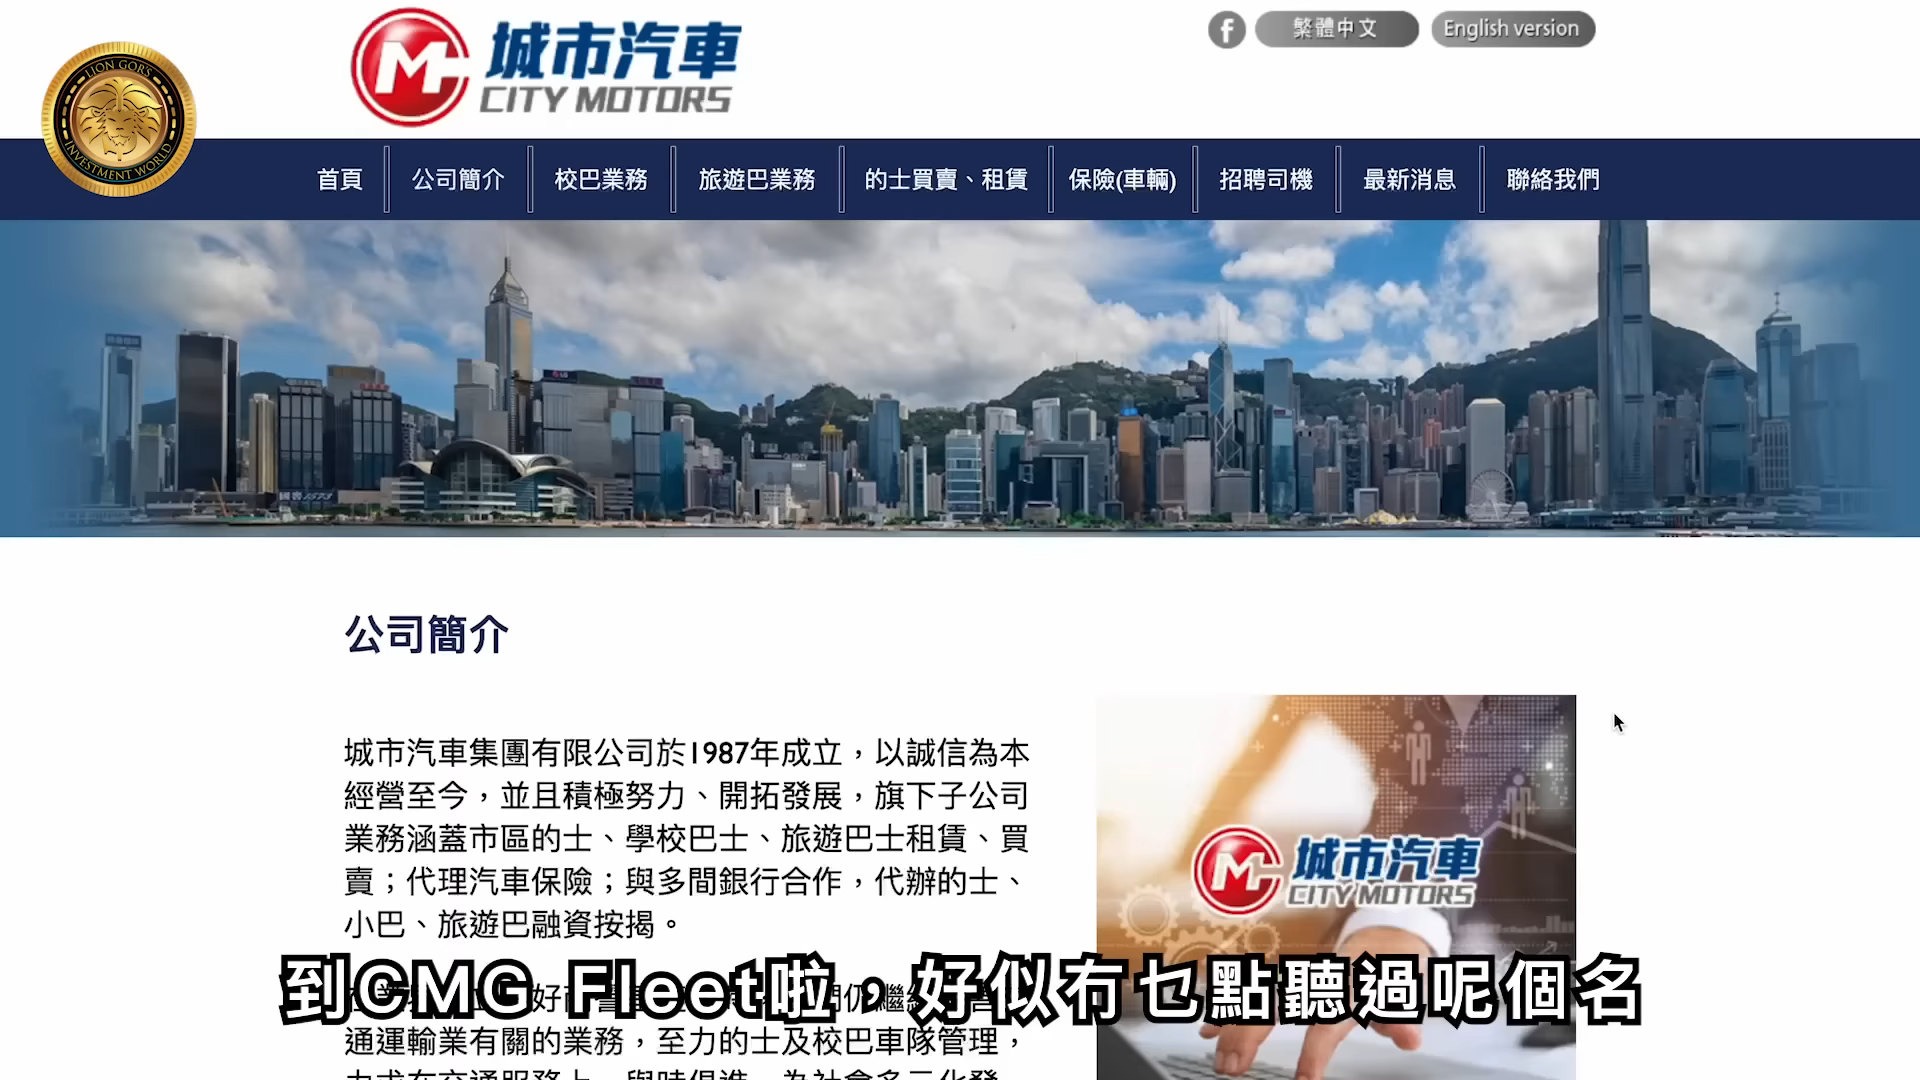 LION GOR'S
INVESTMENT WORLD
城市汽車
CITY MOTORS
繁體中文
English version
首頁
公司簡介
校巴業務
旅遊巴業務
的士買賣、租賃
保險(車輛)
招聘司機
最新消息
聯絡我們
公司簡介
城市汽車集團有限公司於1987年成立，以誠信為本
經營至今，並且積極努力、開拓發展，旗下子公司
業務涵蓋市區的士、學校巴士、旅遊巴士租賃、買
賣；代理汽車保險；與多間銀行合作，代辦的士、
小巴、旅遊巴融資按揭。
城市汽車
CITY MOTORS
到CMG Fleet啦，好似冇乜點聽過呢個名
通運輸業有關的業務，至力的士及校巴車隊管理，